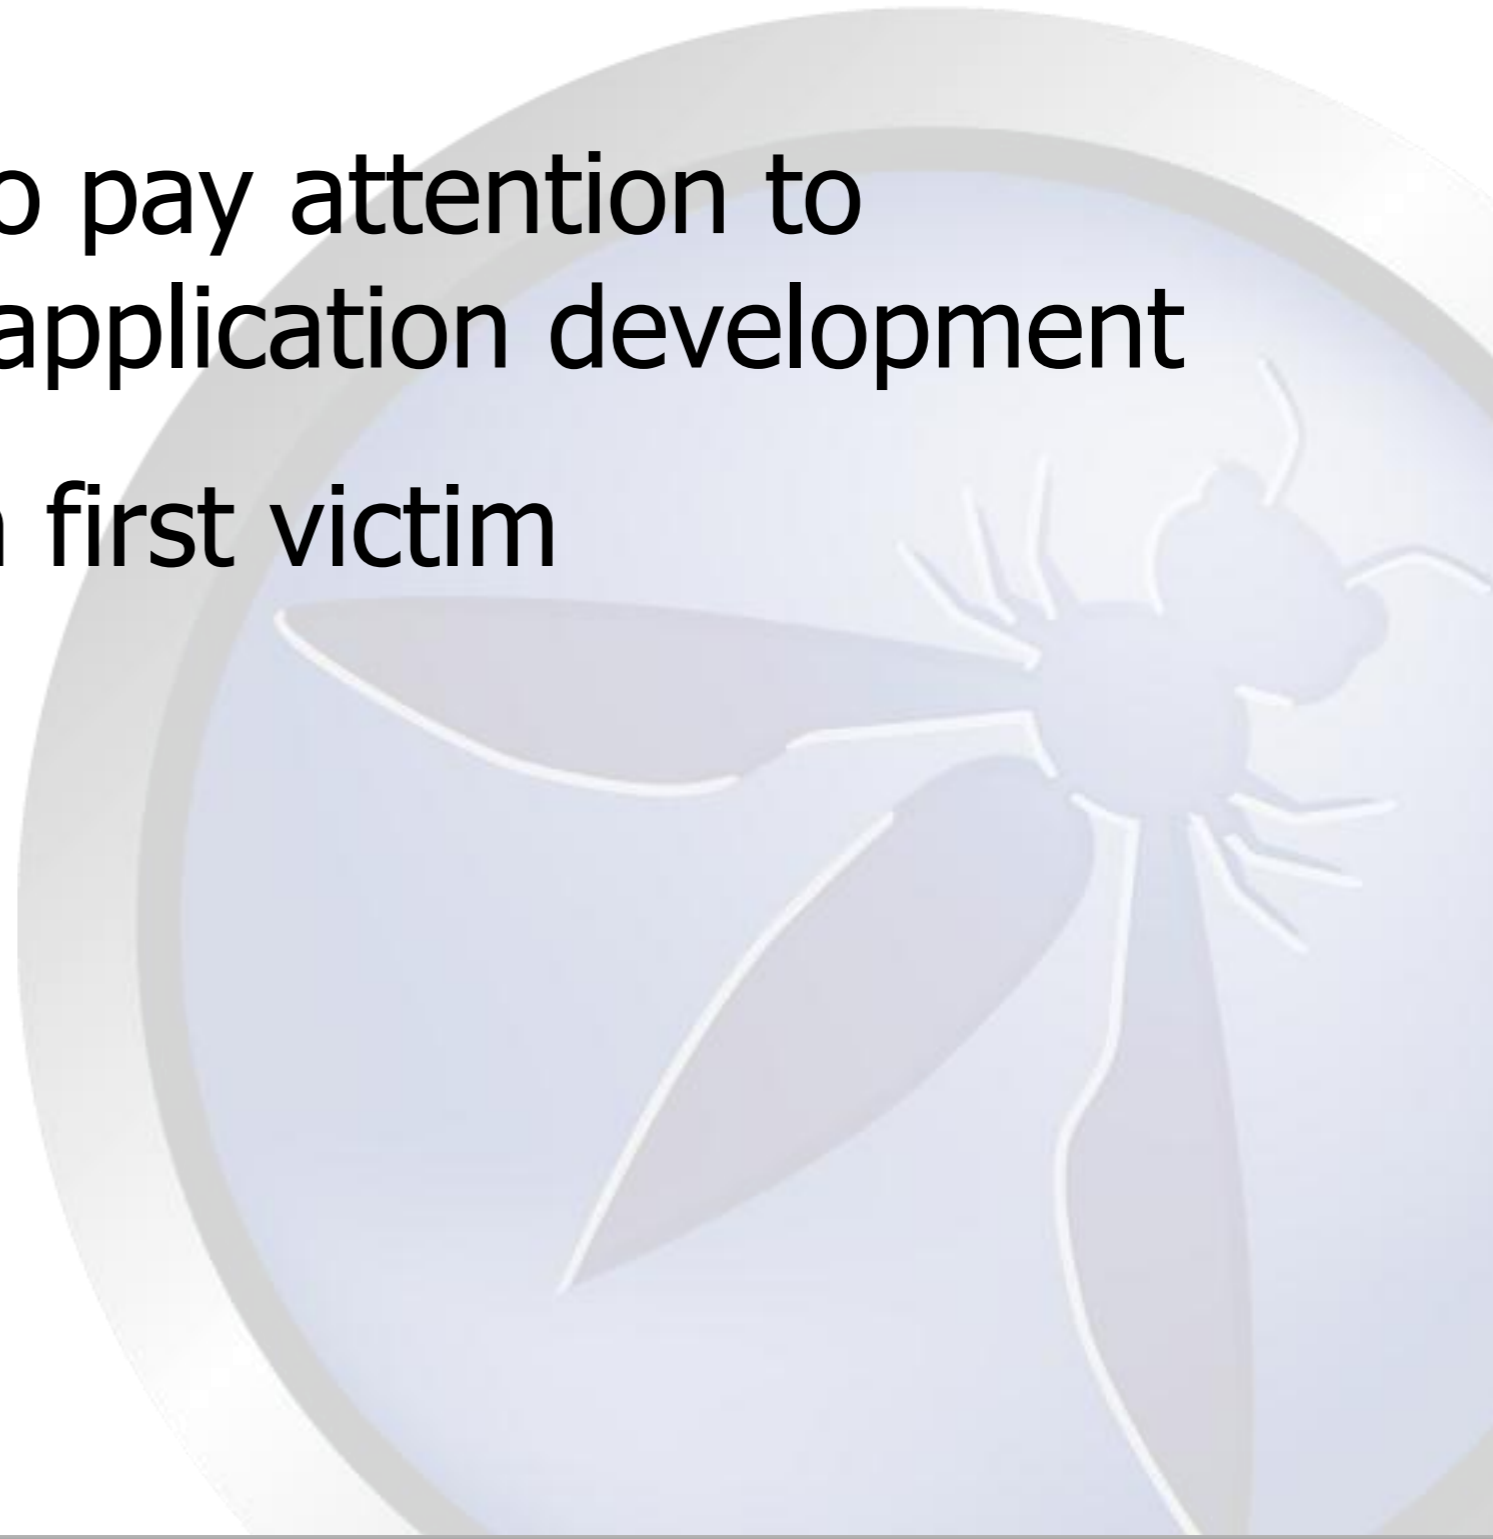 pay attention to
application development
first victim